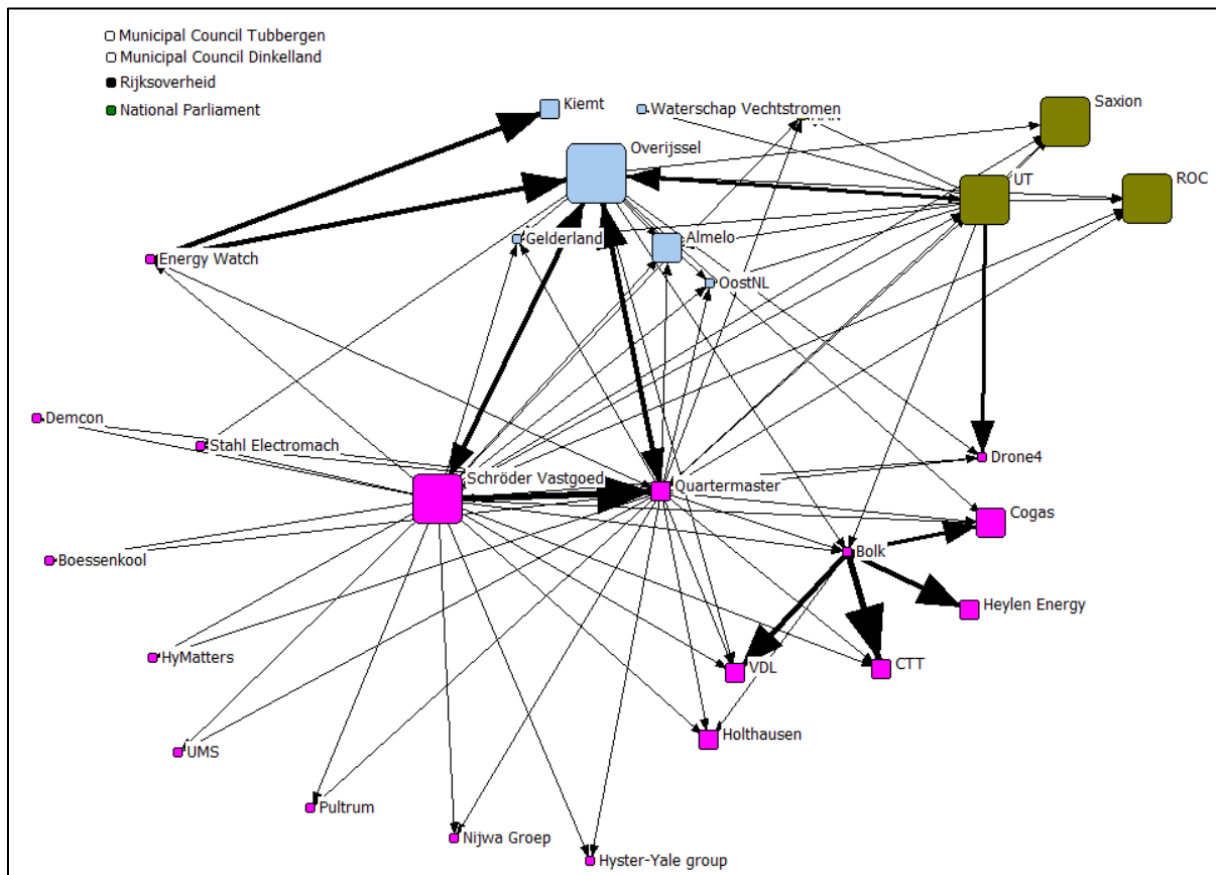 Municipal Council Tubbergen
Municipal Council Dinkelland
Rijksoverheid
National Parliament
Kiemt
Waterschap Vechtstromen
Saxion
Overijssel
UT
ROC
Gelderland
Almelo
Energy Watch
OostNL
Demcon
Stahl Electromach
Drone4
Schröder Vastgoed
Quartermaster
Cogas
Boessenkool
Bolk
Heylen Energy
HyMatters
VDL
CTT
UMS
Holthausen
Pultrum
Nijwa Groep
Hyster-Yale group